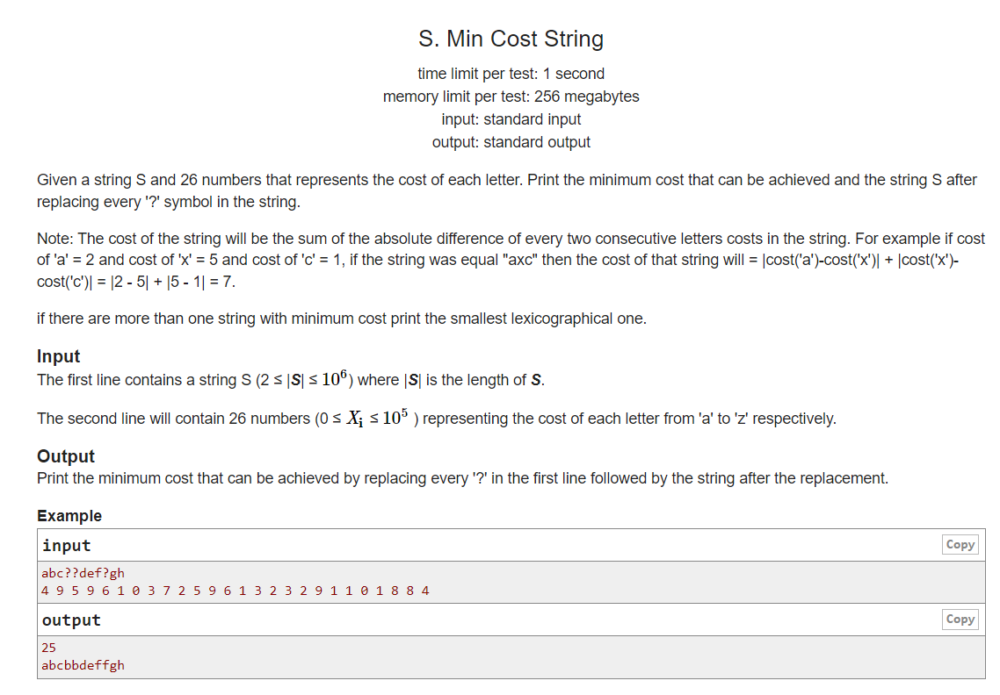 S. Min Cost String
time limit per test: 1 second
memory limit per test: 256 megabytes
input: standard input
output: standard output
Given a string S and 26 numbers that represents the cost of each letter. Print the minimum cost that can be achieved and the string S after
replacing every '?' symbol in the string.
Note: The cost of the string will be the sum of the absolute difference of every two consecutive letters costs in the string. For example if cost
of 'a' = 2 and cost of 'x' = 5 and cost of 'c' = 1, if the string was equal "axc" then the cost of that string will = |cost('a')-cost('x')| + |cost('x')-
cost('c')| = |2 - 5| + |5 - 1| = 7.
if there are more than one string with minimum cost print the smallest lexicographical one.
Input
The first line contains a string S (2 ≤ |S| ≤ 10⁶) where |S| is the length of S.
The second line will contain 26 numbers (0 ≤ Xᵢ ≤ 10⁵ ) representing the cost of each letter from 'a' to 'z' respectively.
Output
Print the minimum cost that can be achieved by replacing every '?' in the first line followed by the string after the replacement.
Example
input Copy
abc??def?gh
4 9 5 9 6 1 0 3 7 2 5 9 6 1 3 2 3 2 9 1 1 0 1 8 8 4
output Copy
25
abcbbdeffgh